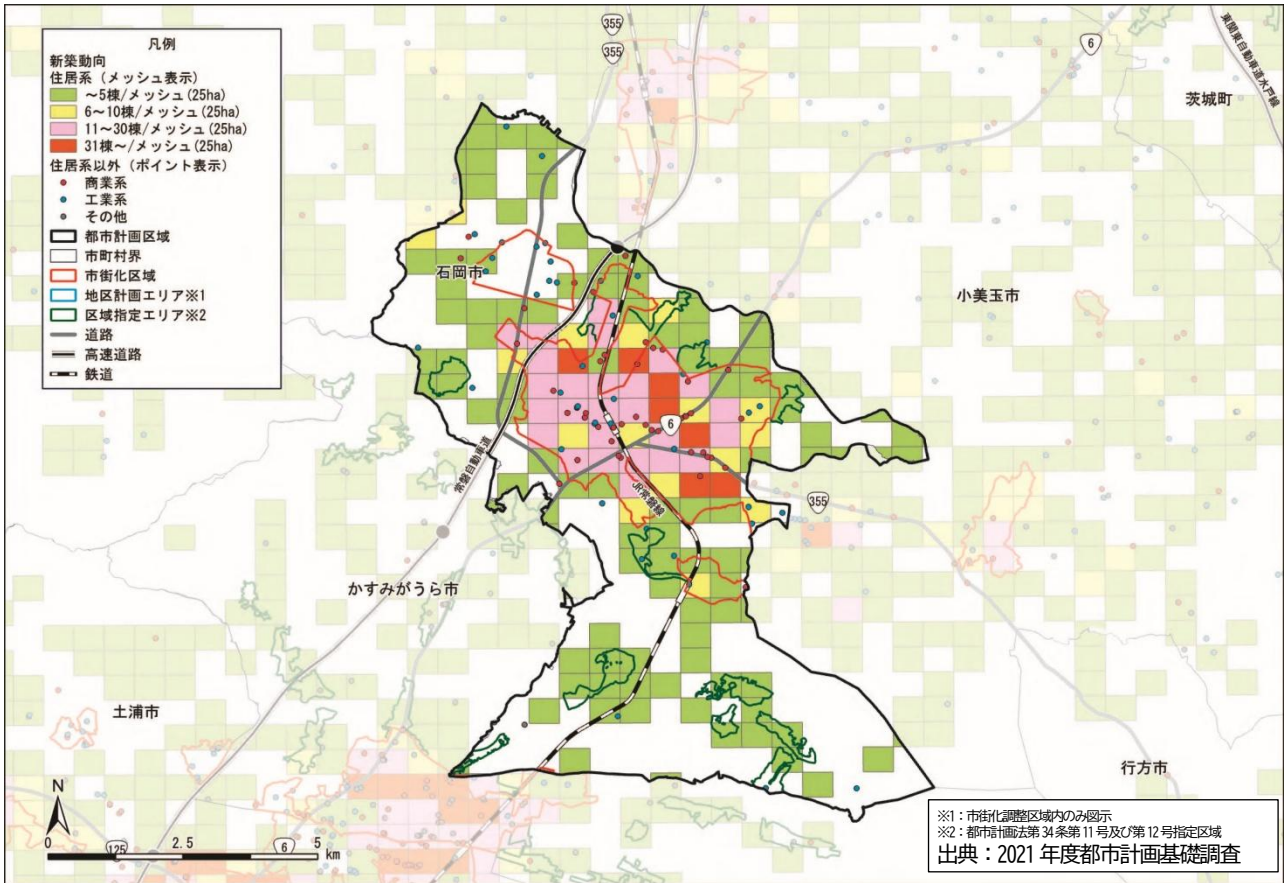 凡例
新築動向
住居系（メッシュ表示）
～5棟/メッシュ(25ha)
6～10棟/メッシュ(25ha)
11～30棟/メッシュ(25ha)
31棟～/メッシュ(25ha)
住居系以外（ポイント表示）
商業系
工業系
その他
都市計画区域
市町村界
市街化区域
地区計画エリア※1
区域指定エリア※2
道路
高速道路
鉄道
355
355
6
東関東自動車道水戸線
茨城町
石岡市
小美玉市
6
常磐自動車道
JR常磐線
355
かすみがうら市
土浦市
行方市
N
0 2.5 5
km
125
6
※1：市街化調整区域内のみ図示
※2：都市計画法第34条第11号及び第12号指定区域
出典：2021年度都市計画基礎調査